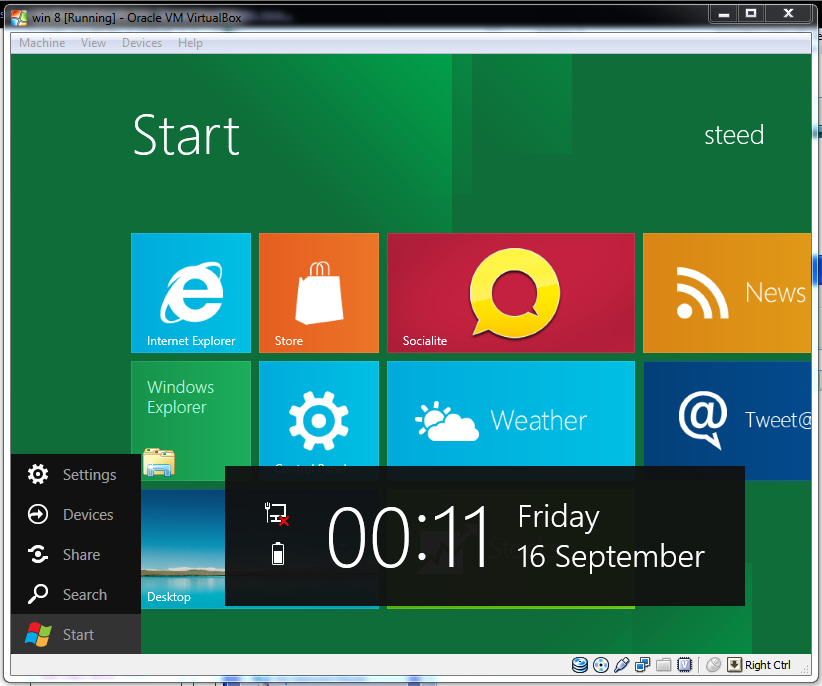 win 8 [Running] - Oracle VM VirtualBox
Machine View Devices Help
Start
steed
Internet Explorer
Store
Socialite
News
Windows
Explorer
Weather
Tweet@
Settings
Devices
Share
Search
Start
Desktop
00:11
Friday
16 September
Right Ctrl